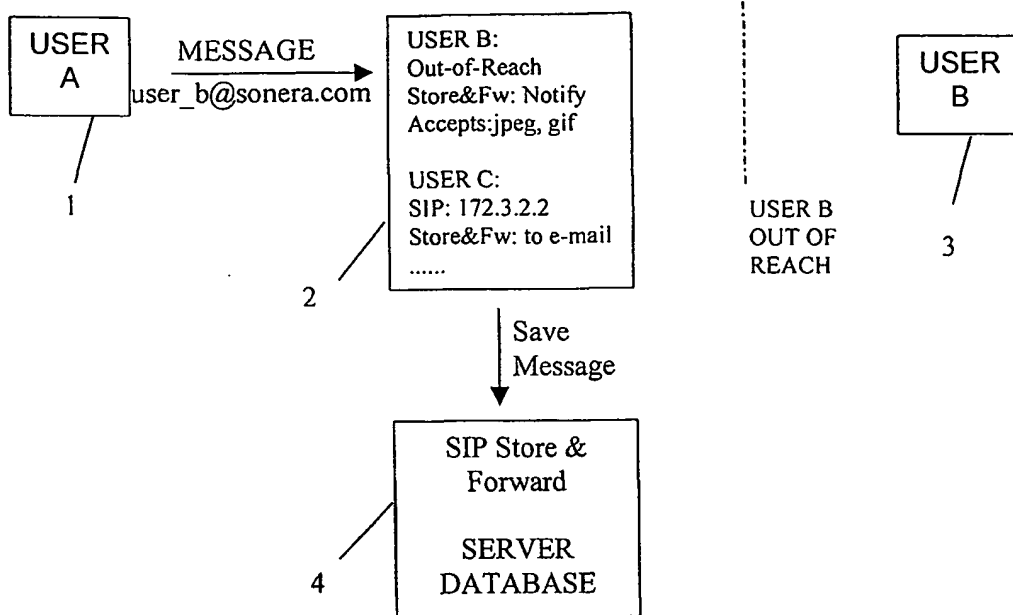 USER
A
MESSAGE
user_b@sonera.com
1
USER B:
Out-of-Reach
Store&Fw: Notify
Accepts:jpeg, gif
USER C:
SIP: 172.3.2.2
Store&Fw: to e-mail
......
2
USER B
OUT OF
REACH
USER
B
3
Save
Message
SIP Store &
Forward
SERVER
DATABASE
4